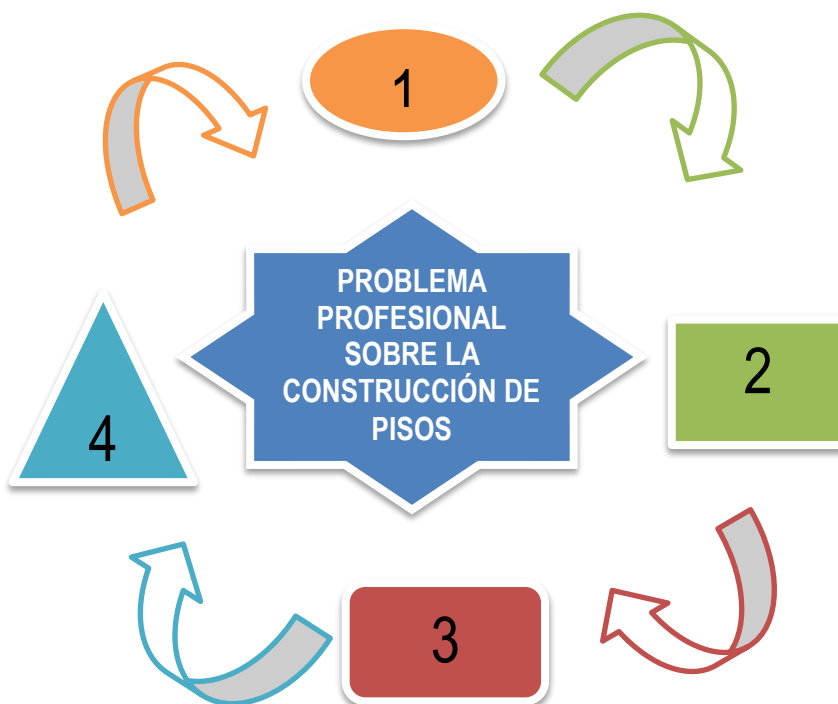 1
PROBLEMA
PROFESIONAL
SOBRE LA
CONSTRUCCIÓN DE
PISOS
2
4
3